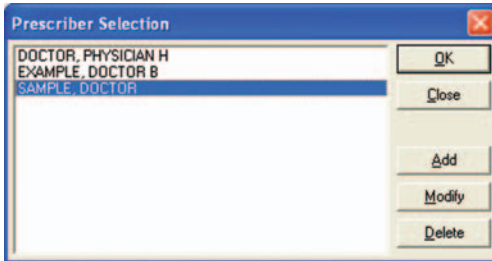 Prescriber Selection
DOCTOR, PHYSICIAN H
EXAMPLE, DOCTOR B
SAMPLE, DOCTOR
OK
Close
Add
Modify
Delete